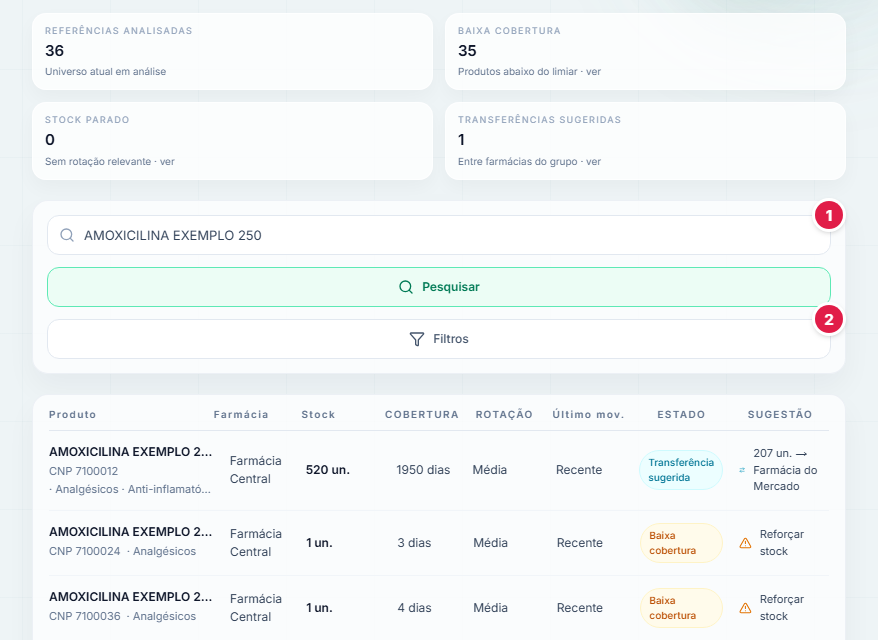 REFERÊNCIAS ANALISADAS
36
Universo atual em análise
BAIXA COBERTURA
35
Produtos abaixo do limiar · ver
STOCK PARADO
0
Sem rotação relevante · ver
TRANSFERÊNCIAS SUGERIDAS
1
Entre farmácias do grupo · ver
1
AMOXICILINA EXEMPLO 250
Pesquisar
2
Filtros
Produto Farmácia Stock COBERTURA ROTAÇÃO Último mov. ESTADO SUGESTÃO
AMOXICILINA EXEMPLO 2...
CNP 7100012
· Analgésicos · Anti-inflamató...
Farmácia
Central
520 un.
1950 dias
Média
Recente
Transferência
sugerida
207 un. →
Farmácia do
Mercado
AMOXICILINA EXEMPLO 2...
CNP 7100024 · Analgésicos
Farmácia
Central
1 un.
3 dias
Média
Recente
Baixa
cobertura
Reforçar
stock
AMOXICILINA EXEMPLO 2...
CNP 7100036 · Analgésicos
Farmácia
Central
1 un.
4 dias
Média
Recente
Baixa
cobertura
Reforçar
stock